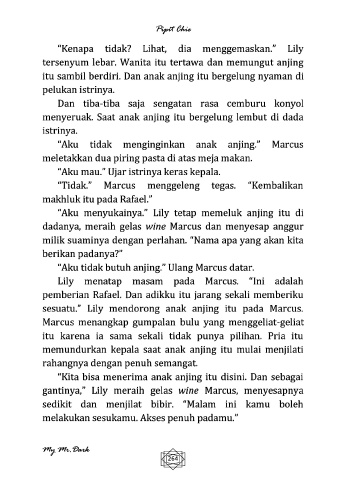 Pipit Chie
“Kenapa tidak? Lihat, dia menggemaskan.” Lily
tersenyum lebar. Wanita itu tertawa dan memungut anjing
itu sambil berdiri. Dan anak anjing itu bergelung nyaman di
pelukan istrinya.
Dan tiba-tiba saja sengatan rasa cemburu konyol
menyeruak. Saat anak anjing itu bergelung lembut di dada
istrinya.
“Aku tidak menginginkan anak anjing.” Marcus
meletakkan dua piring pasta di atas meja makan.
“Aku mau.” Ujar istrinya keras kepala.
“Tidak.” Marcus menggeleng tegas. “Kembalikan
makhluk itu pada Rafael.”
“Aku menyukainya.” Lily tetap memeluk anjing itu di
dadanya, meraih gelas wine Marcus dan menyesap anggur
milik suaminya dengan perlahan. “Nama apa yang akan kita
berikan padanya?”
“Aku tidak butuh anjing.” Ulang Marcus datar.
Lily menatap masam pada Marcus. “Ini adalah
pemberian Rafael. Dan adikku itu jarang sekali memberiku
sesuatu.” Lily mendorong anak anjing itu pada Marcus.
Marcus menangkap gumpalan bulu yang menggeliat-geliat
itu karena ia sama sekali tidak punya pilihan. Pria itu
memundurkan kepala saat anak anjing itu mulai menjilati
rahangnya dengan penuh semangat.
“Kita bisa menerima anak anjing itu disini. Dan sebagai
gantinya,” Lily meraih gelas wine Marcus, menyesapnya
sedikit dan menjilat bibir. “Malam ini kamu boleh
melakukan sesukamu. Akses penuh padamu.”
My Mr. Dark
264